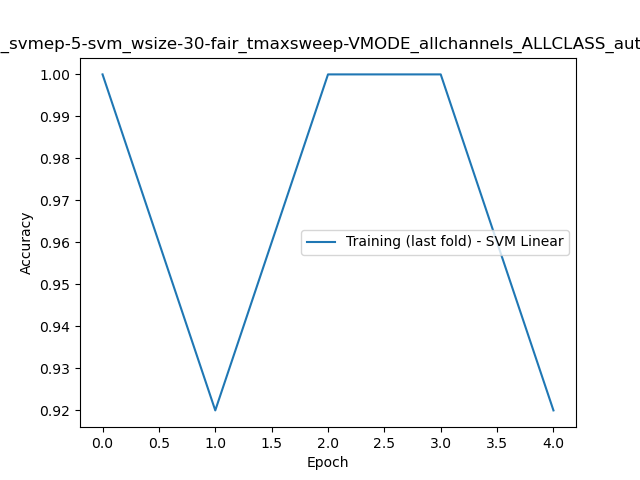 _svmep-5-svm_wsize-30-fair_tmaxsweep-VMODE_allchannels_ALLCLASS_aut
1.00
0.99
0.98
0.97
0.96
0.95
0.94
0.93
0.92
Accuracy
Training (last fold) - SVM Linear
0.0 0.5 1.0 1.5 2.0 2.5 3.0 3.5 4.0
Epoch